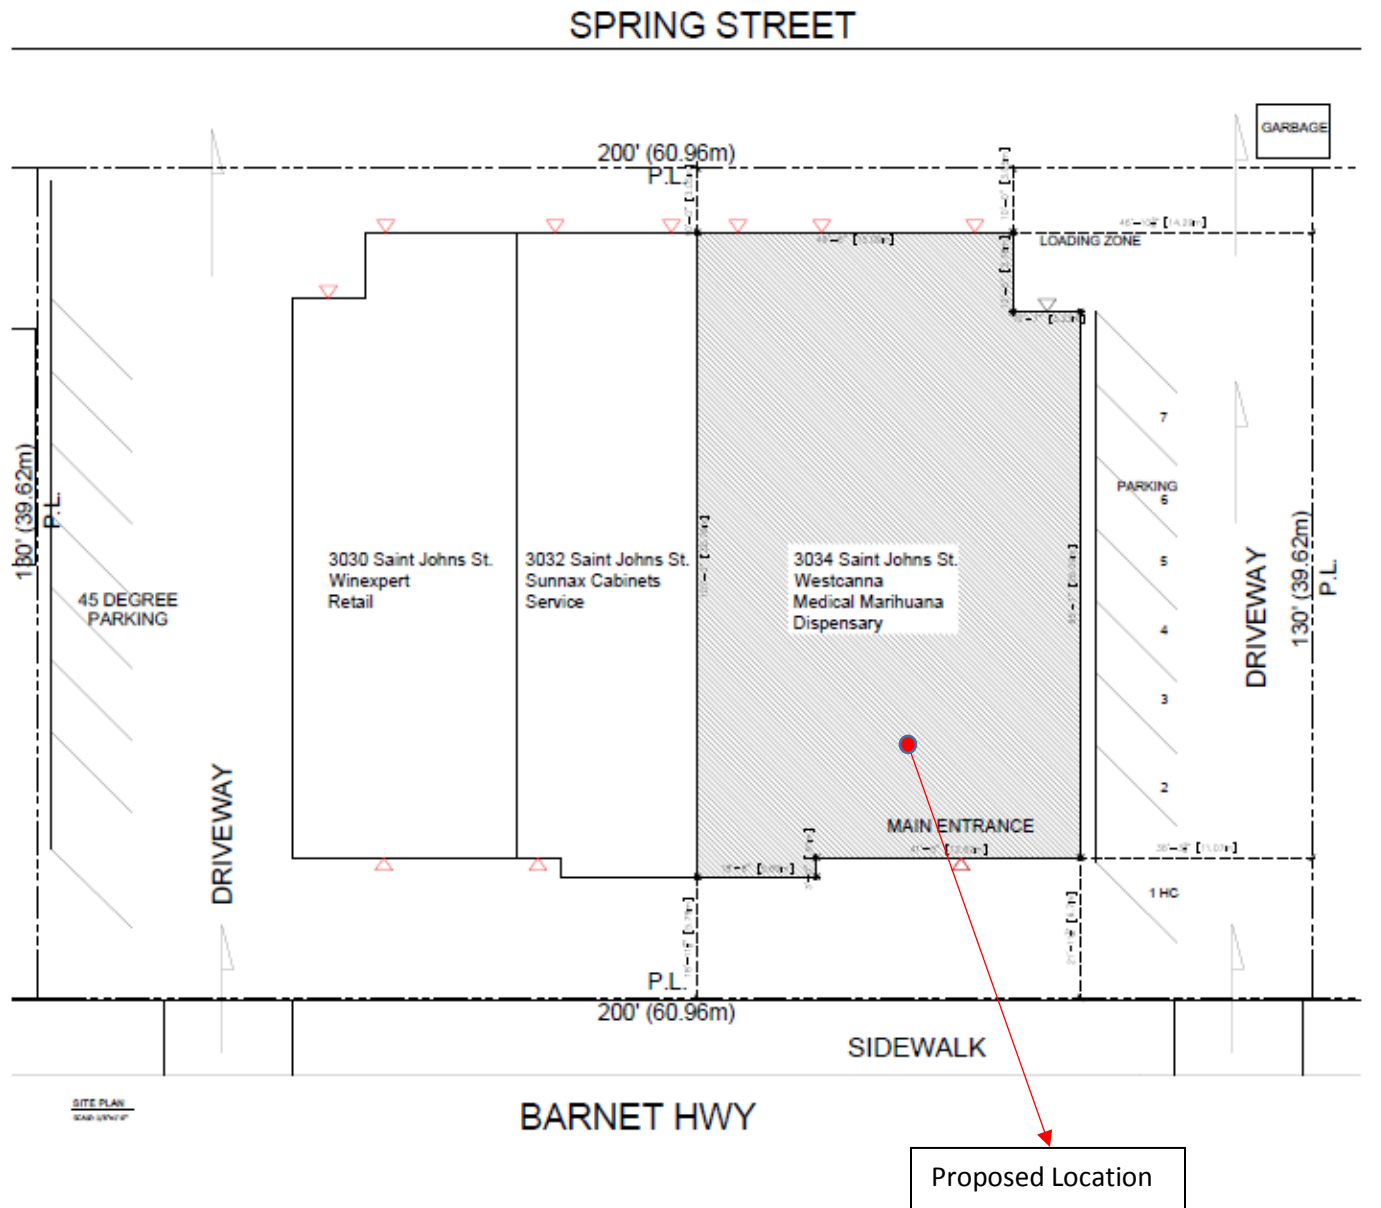 SPRING STREET
GARBAGE
200' (60.96m)
P.L.
LOADING ZONE
7
PARKING
6
5
4
3
2
1 HC
130' (39.62m)
P.L.
45 DEGREE
PARKING
DRIVEWAY
3030 Saint Johns St.
Winexpert
Retail
3032 Saint Johns St.
Sunnax Cabinets
Service
3034 Saint Johns St.
Westcanna
Medical Marihuana
Dispensary
MAIN ENTRANCE
DRIVEWAY
130' (39.62m)
P.L.
P.L.
200' (60.96m)
SIDEWALK
SITE PLAN
BARNET HWY
Proposed Location